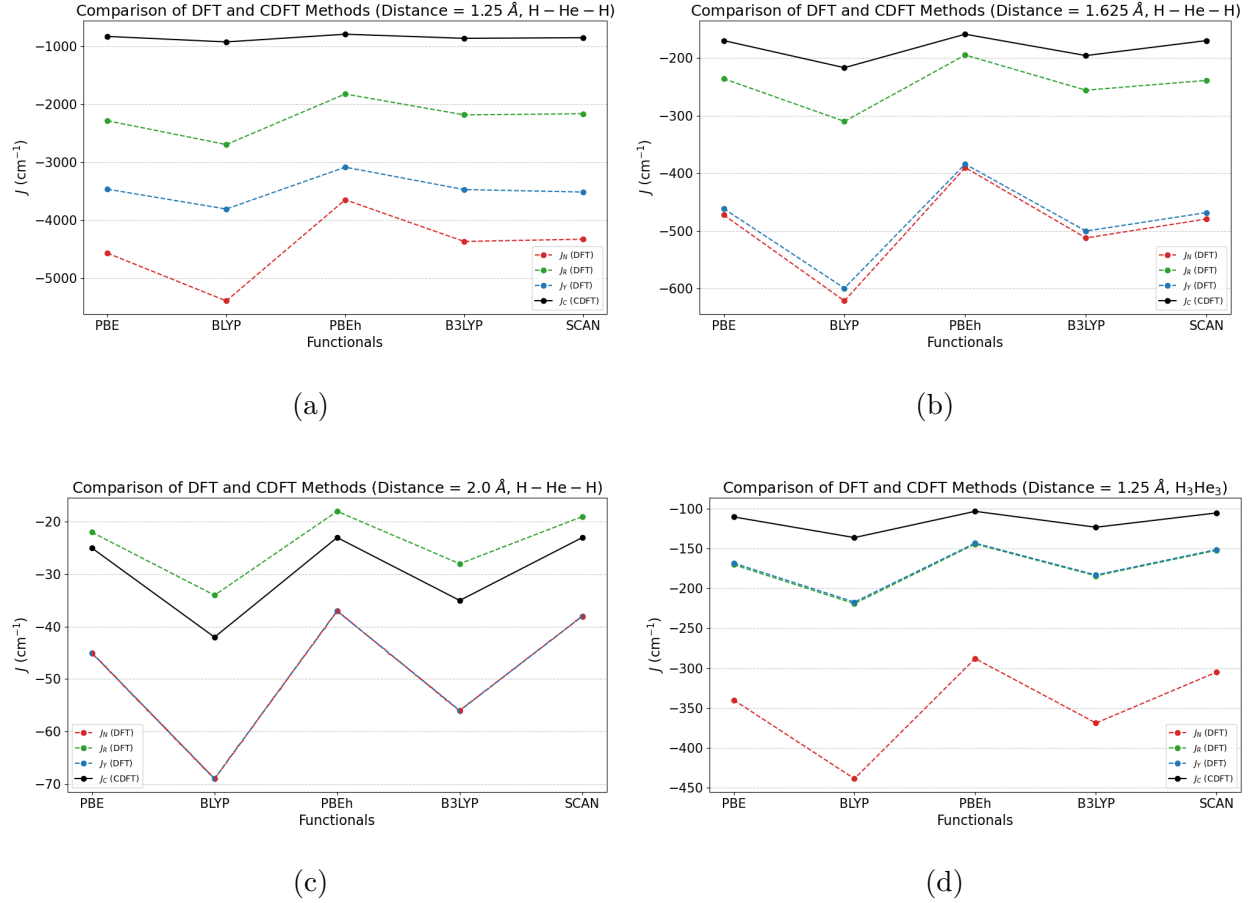 Comparison of DFT and CDFT Methods (Distance = 1.25 Å, H − He − H)
−1000
−2000
−3000
−4000
−5000
J (cm⁻¹)
J_N (DFT)
J_R (DFT)
J_Y (DFT)
J_C (CDFT)
PBE BLYP PBEh B3LYP SCAN
Functionals
(a)
Comparison of DFT and CDFT Methods (Distance = 1.625 Å, H − He − H)
−200
−300
−400
−500
−600
J (cm⁻¹)
J_N (DFT)
J_R (DFT)
J_Y (DFT)
J_C (CDFT)
PBE BLYP PBEh B3LYP SCAN
Functionals
(b)
Comparison of DFT and CDFT Methods (Distance = 2.0 Å, H − He − H)
−20
−30
−40
−50
−60
−70
J (cm⁻¹)
J_N (DFT)
J_R (DFT)
J_Y (DFT)
J_C (CDFT)
PBE BLYP PBEh B3LYP SCAN
Functionals
(c)
Comparison of DFT and CDFT Methods (Distance = 1.25 Å, H₃He₃)
−100
−150
−200
−250
−300
−350
−400
−450
J (cm⁻¹)
J_N (DFT)
J_R (DFT)
J_Y (DFT)
J_C (CDFT)
PBE BLYP PBEh B3LYP SCAN
Functionals
(d)